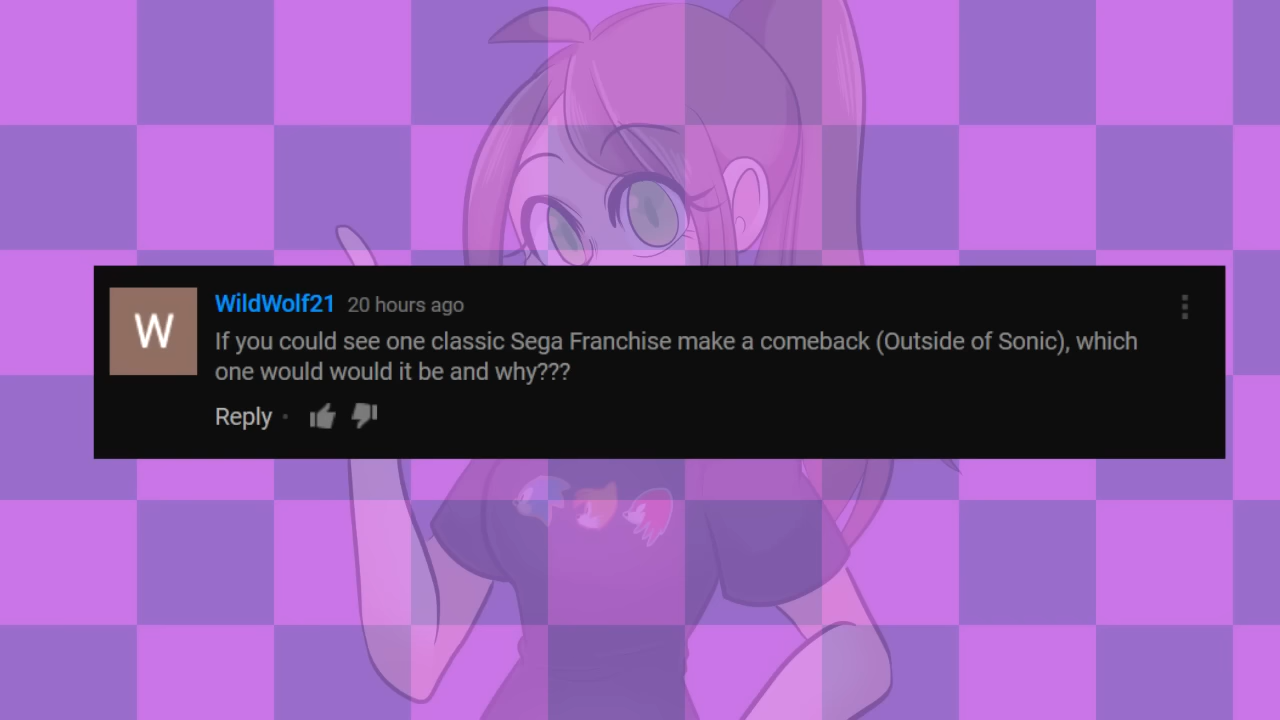 W
WildWolf21 20 hours ago
If you could see one classic Sega Franchise make a comeback (Outside of Sonic), which
one would would it be and why???
Reply